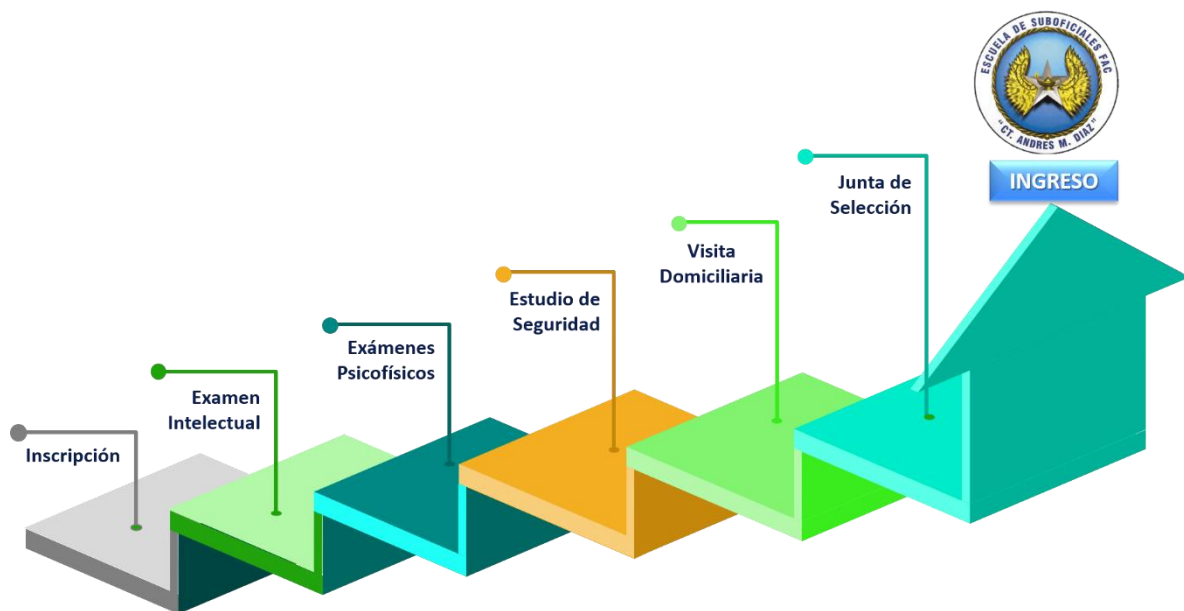 ESCUELA DE SUBOFICIALES FAC
"CT. ANDRES M. DIAZ"
INGRESO
Junta de
Selección
Visita
Domiciliaria
Estudio de
Seguridad
Exámenes
Psicofísicos
Examen
Intelectual
Inscripción